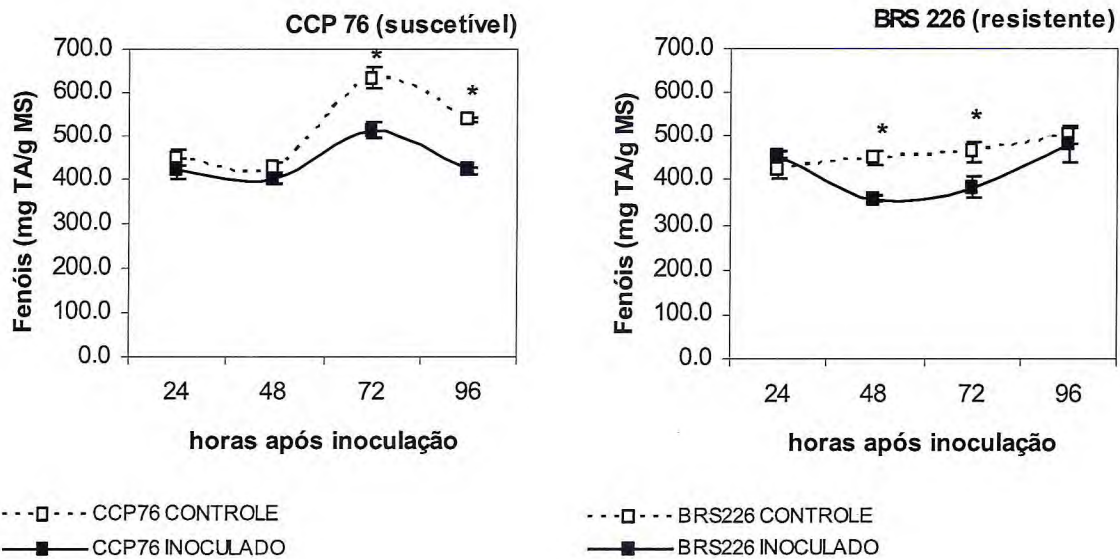 CCP 76 (suscetível)
Fenóis (mg TA/g MS)
700.0
600.0
500.0
400.0
300.0
200.0
100.0
0.0
*
*
24 48 72 96
horas após inoculação
CCP76 CONTROLE
CCP76 INOCULADO
BRS 226 (resistente)
Fenóis (mg TA/g MS)
700.0
600.0
500.0
400.0
300.0
200.0
100.0
0.0
* *
24 48 72 96
horas após inoculação
BRS226 CONTROLE
BRS226 INOCULADO